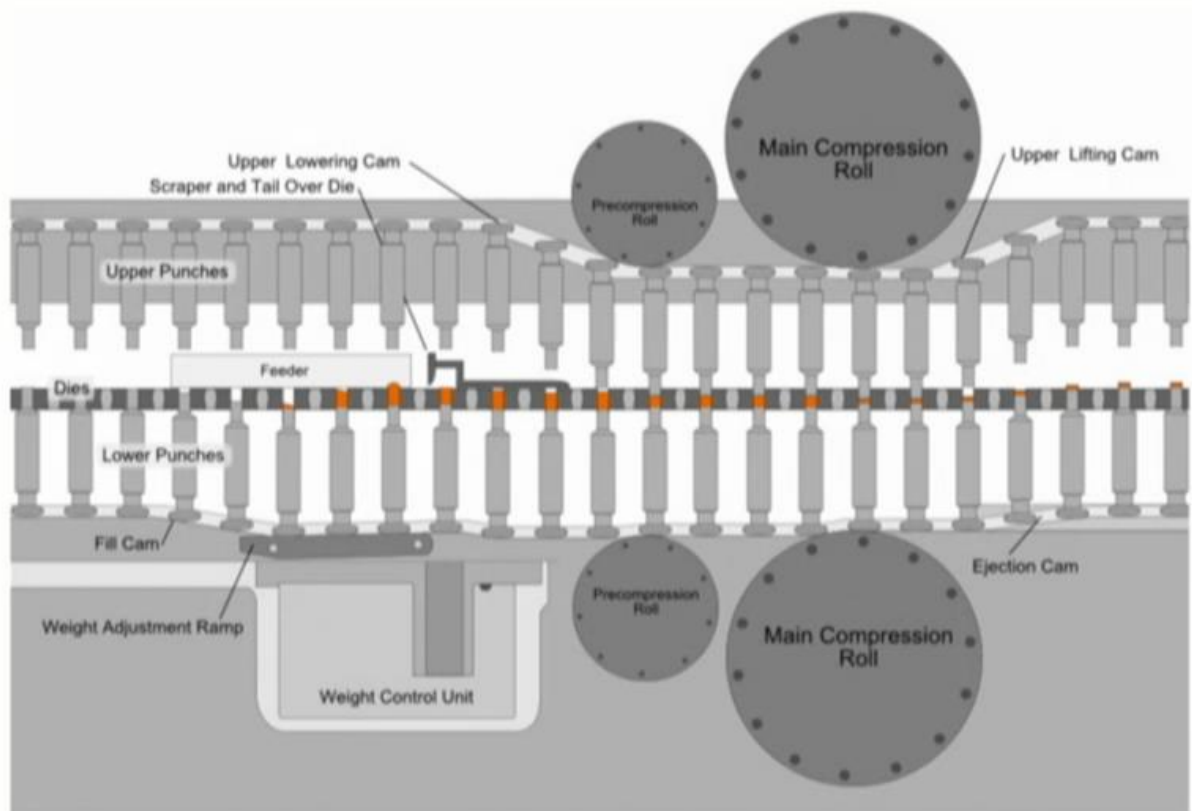 Main Compression
Roll
Upper Lowering Cam
Scraper and Tail Over Die
Upper Lifting Cam
Precompression
Roll
Upper Punches
Feeder
Dies
Lower Punches
Fill Cam
Ejection Cam
Precompression
Roll
Weight Adjustment Ramp
Main Compression
Roll
Weight Control Unit